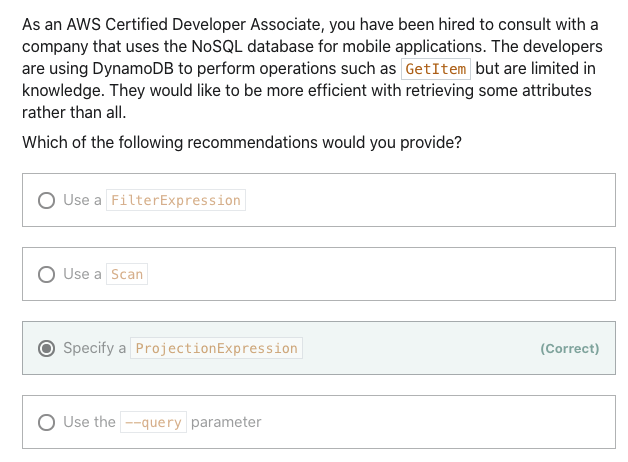 As an AWS Certified Developer Associate, you have been hired to consult with a
company that uses the NoSQL database for mobile applications. The developers
are using DynamoDB to perform operations such as GetItem but are limited in
knowledge. They would like to be more efficient with retrieving some attributes
rather than all.
Which of the following recommendations would you provide?
Use a FilterExpression
Use a Scan
Specify a ProjectionExpression (Correct)
Use the --query parameter